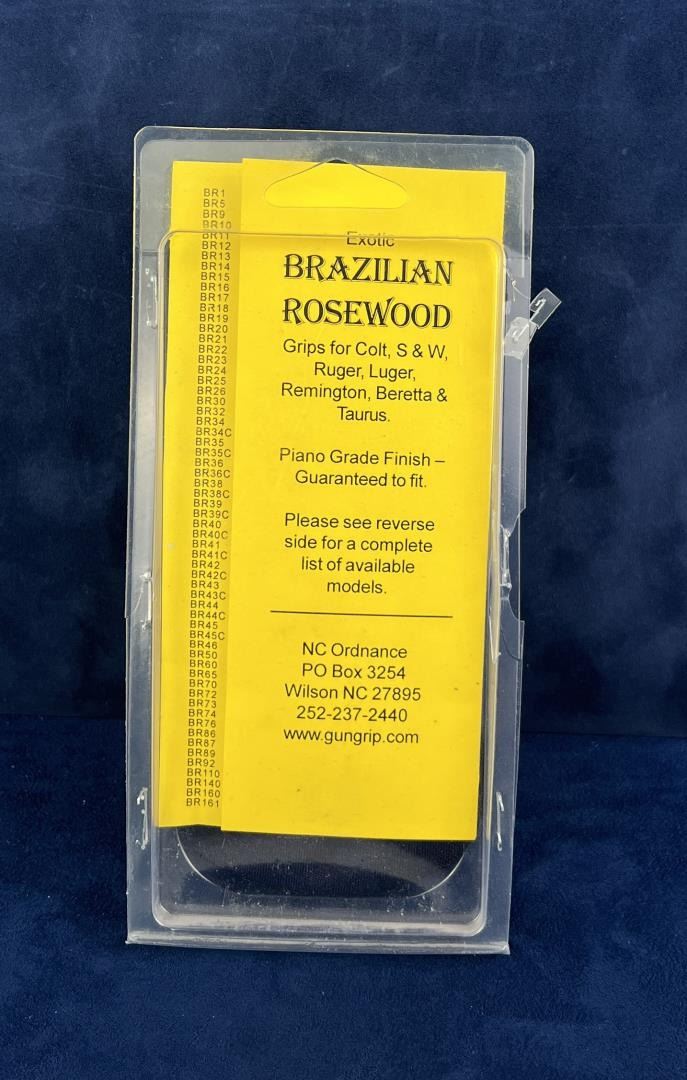 BR1
BR5
BR9
BR10
BR11
BR12
BR13
BR14
BR15
BR16
BR17
BR18
BR19
BR20
BR21
BR22
BR23
BR24
BR25
BR26
BR30
BR32
BR34
BR34C
BR35
BR35C
BR36
BR36C
BR38
BR38C
BR39
BR39C
BR40
BR40C
BR41
BR41C
BR42
BR42C
BR43
BR43C
BR44
BR44C
BR45
BR45C
BR46
BR50
BR60
BR65
BR70
BR72
BR73
BR74
BR76
BR86
BR87
BR89
BR92
BR110
BR140
BR160
BR161
Exotic
BRAZILIAN
ROSEWOOD
Grips for Colt, S & W,
Ruger, Luger,
Remington, Beretta &
Taurus.
Piano Grade Finish –
Guaranteed to fit.
Please see reverse
side for a complete
list of available
models.
NC Ordnance
PO Box 3254
Wilson NC 27895
252-237-2440
www.gungrip.com